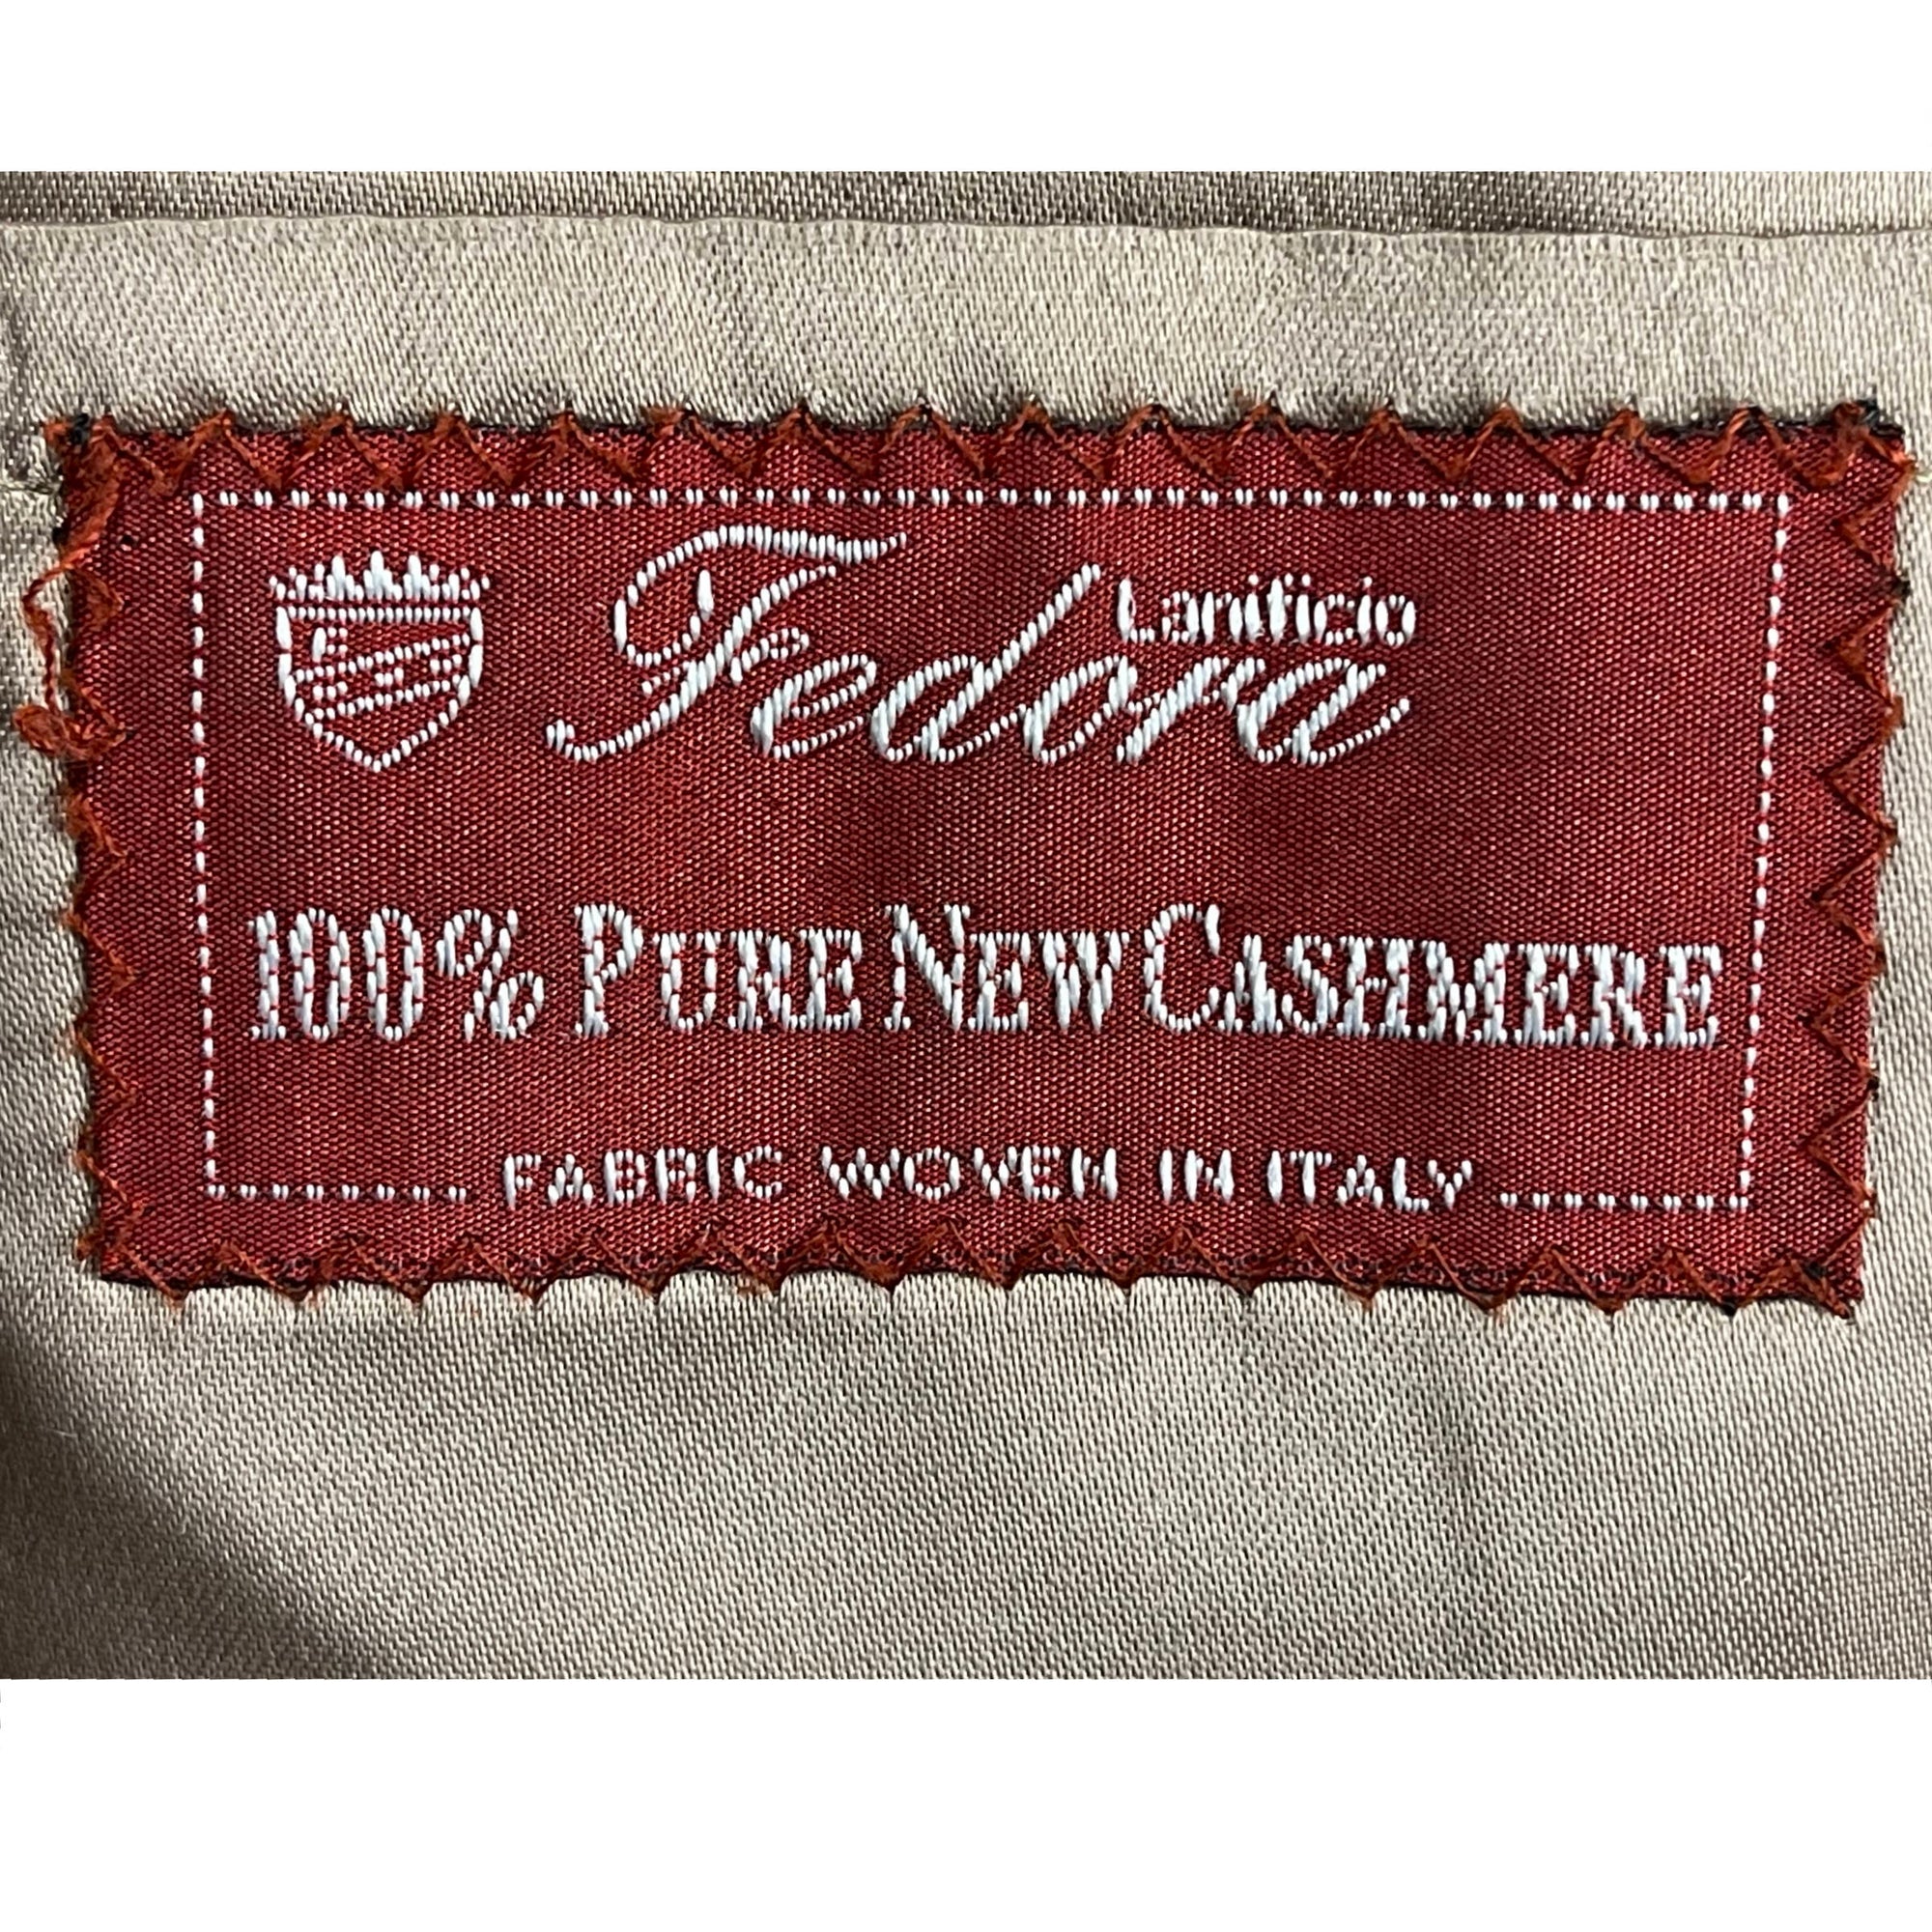 Lanificio
Fedora
100% PURE NEW CASHMERE
FABRIC WOVEN IN ITALY